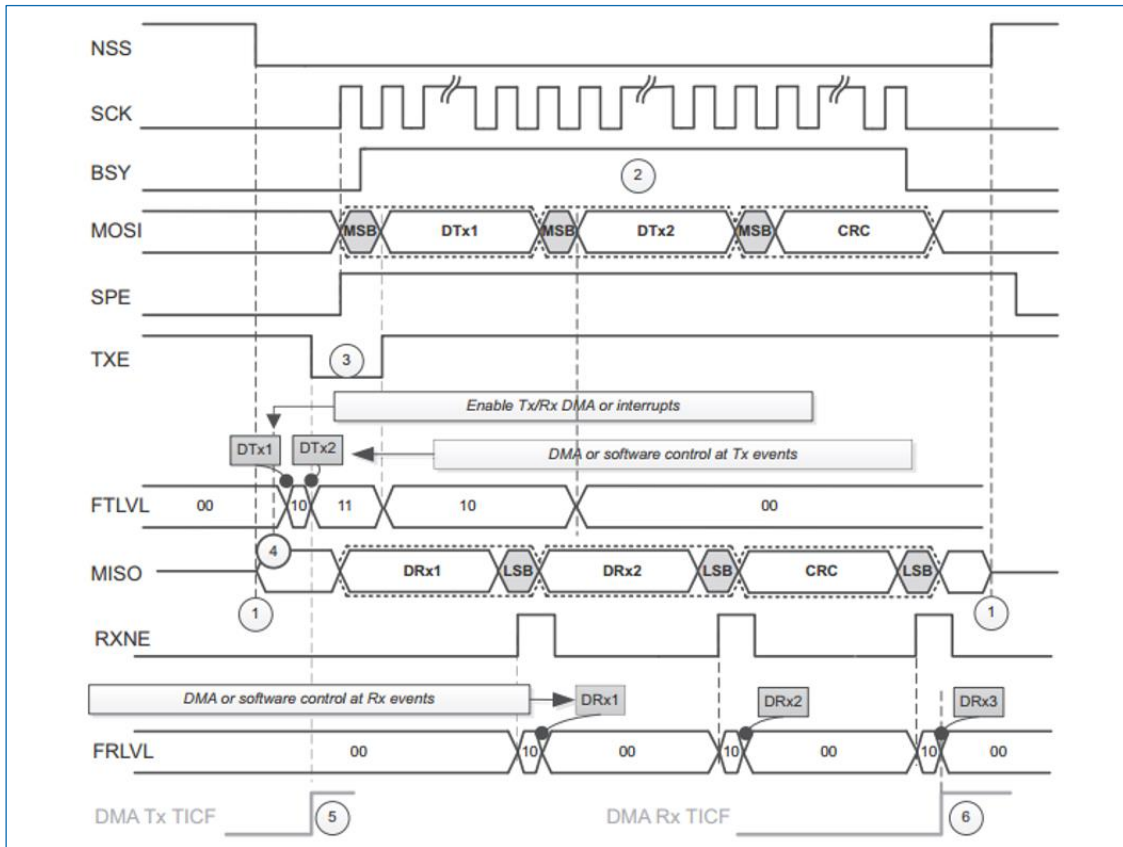 NSS
SCK
BSY
2
MOSI
MSB DTx1 MSB DTx2 MSB CRC
SPE
TXE
3
Enable Tx/Rx DMA or interrupts
DTx1 DTx2
DMA or software control at Tx events
FTLVL
00 10 11 10 00
4
MISO
DRx1 LSB DRx2 LSB CRC LSB
1 1
RXNE
DMA or software control at Rx events
DRx1 DRx2 DRx3
FRLVL
00 10 00 10 00 10 00
DMA Tx TICF 5 DMA Rx TICF 6